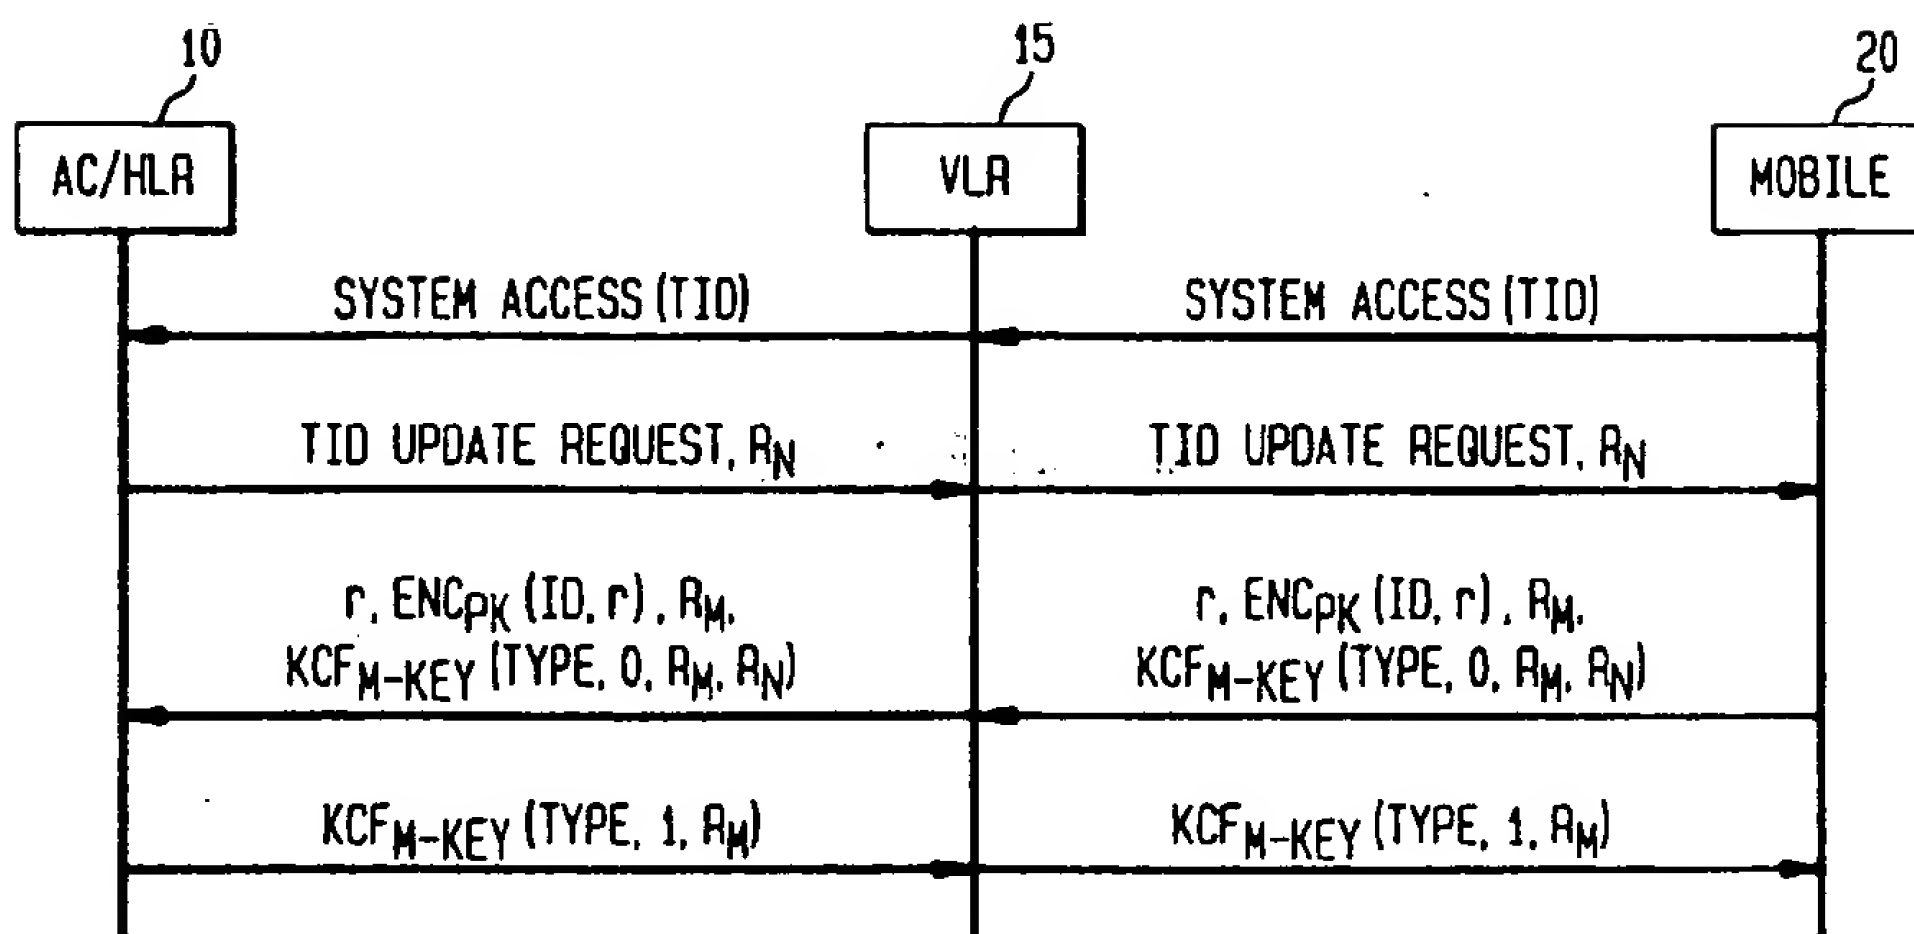 10
15
20
AC/HLR
VLR
MOBILE
SYSTEM ACCESS (TID)
SYSTEM ACCESS (TID)
TID UPDATE REQUEST, RN
TID UPDATE REQUEST, RN
r, ENCPK (ID, r), RM,
KCFM-KEY (TYPE, 0, RM, RN)
r, ENCPK (ID, r), RM,
KCFM-KEY (TYPE, 0, RM, RN)
KCFM-KEY (TYPE, 1, RM)
KCFM-KEY (TYPE, 1, RM)